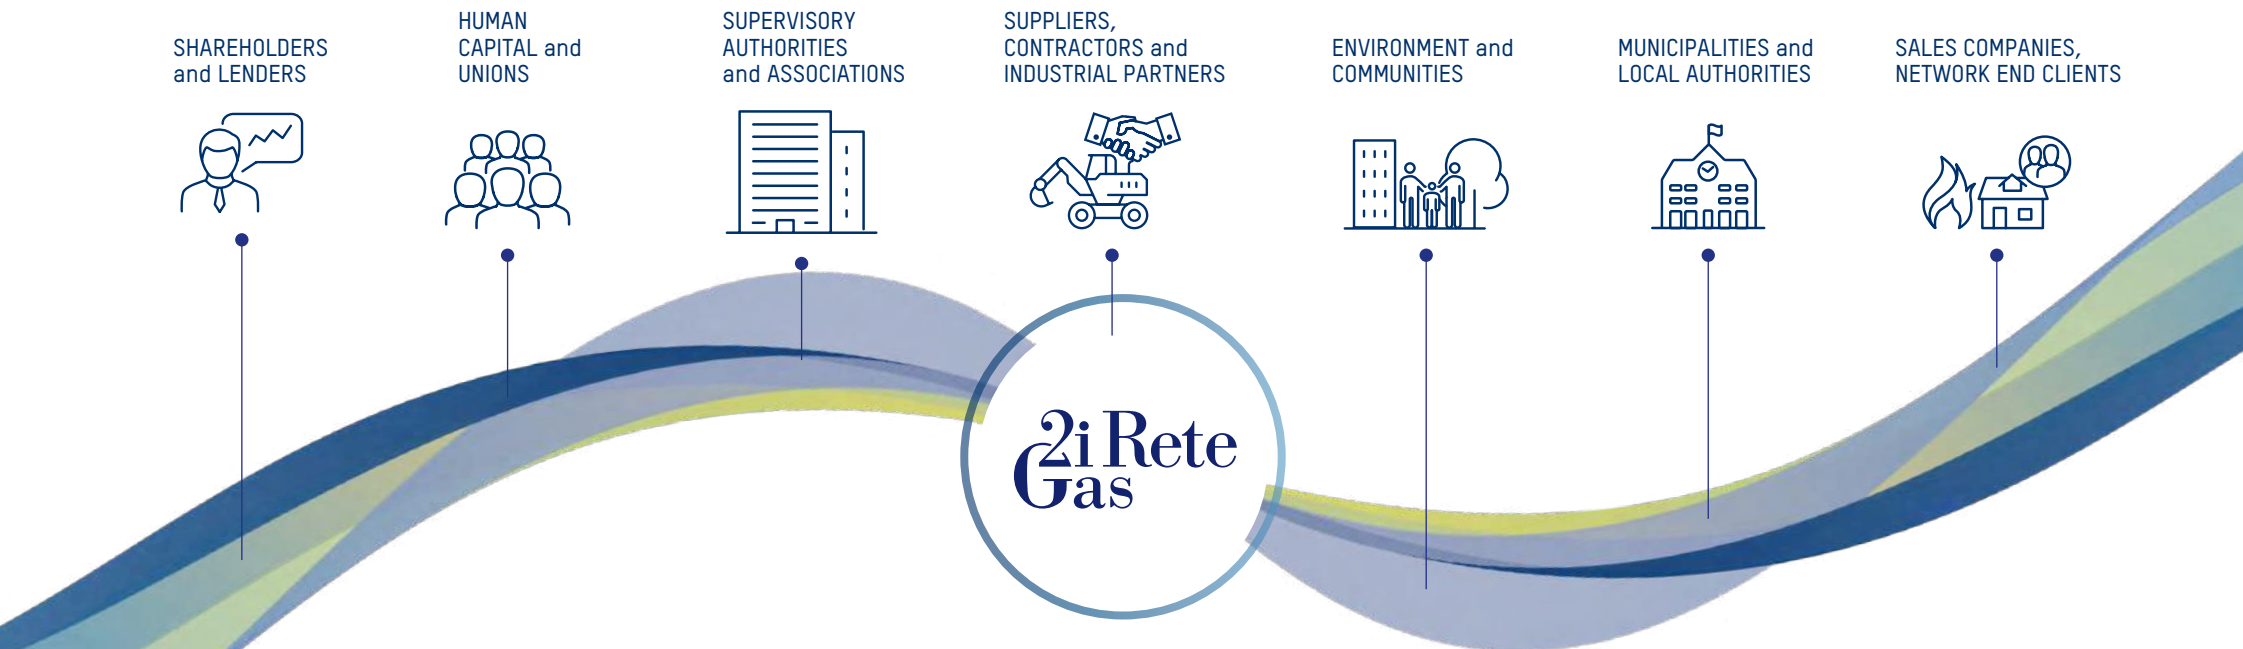 SHAREHOLDERS
and LENDERS
HUMAN
CAPITAL and
UNIONS
SUPERVISORY
AUTHORITIES
and ASSOCIATIONS
SUPPLIERS,
CONTRACTORS and
INDUSTRIAL PARTNERS
ENVIRONMENT and
COMMUNITIES
MUNICIPALITIES and
LOCAL AUTHORITIES
SALES COMPANIES,
NETWORK END CLIENTS
2i Rete
Gas